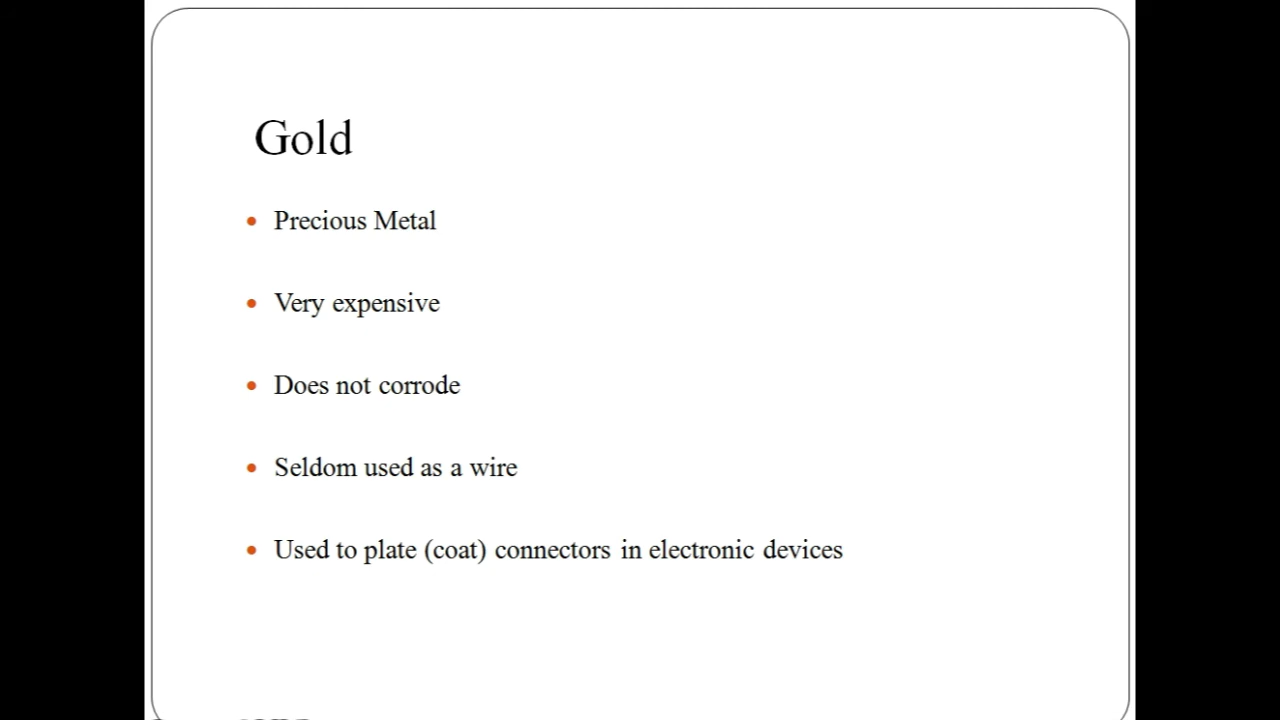 Gold
Precious Metal
Very expensive
Does not corrode
Seldom used as a wire
Used to plate (coat) connectors in electronic devices